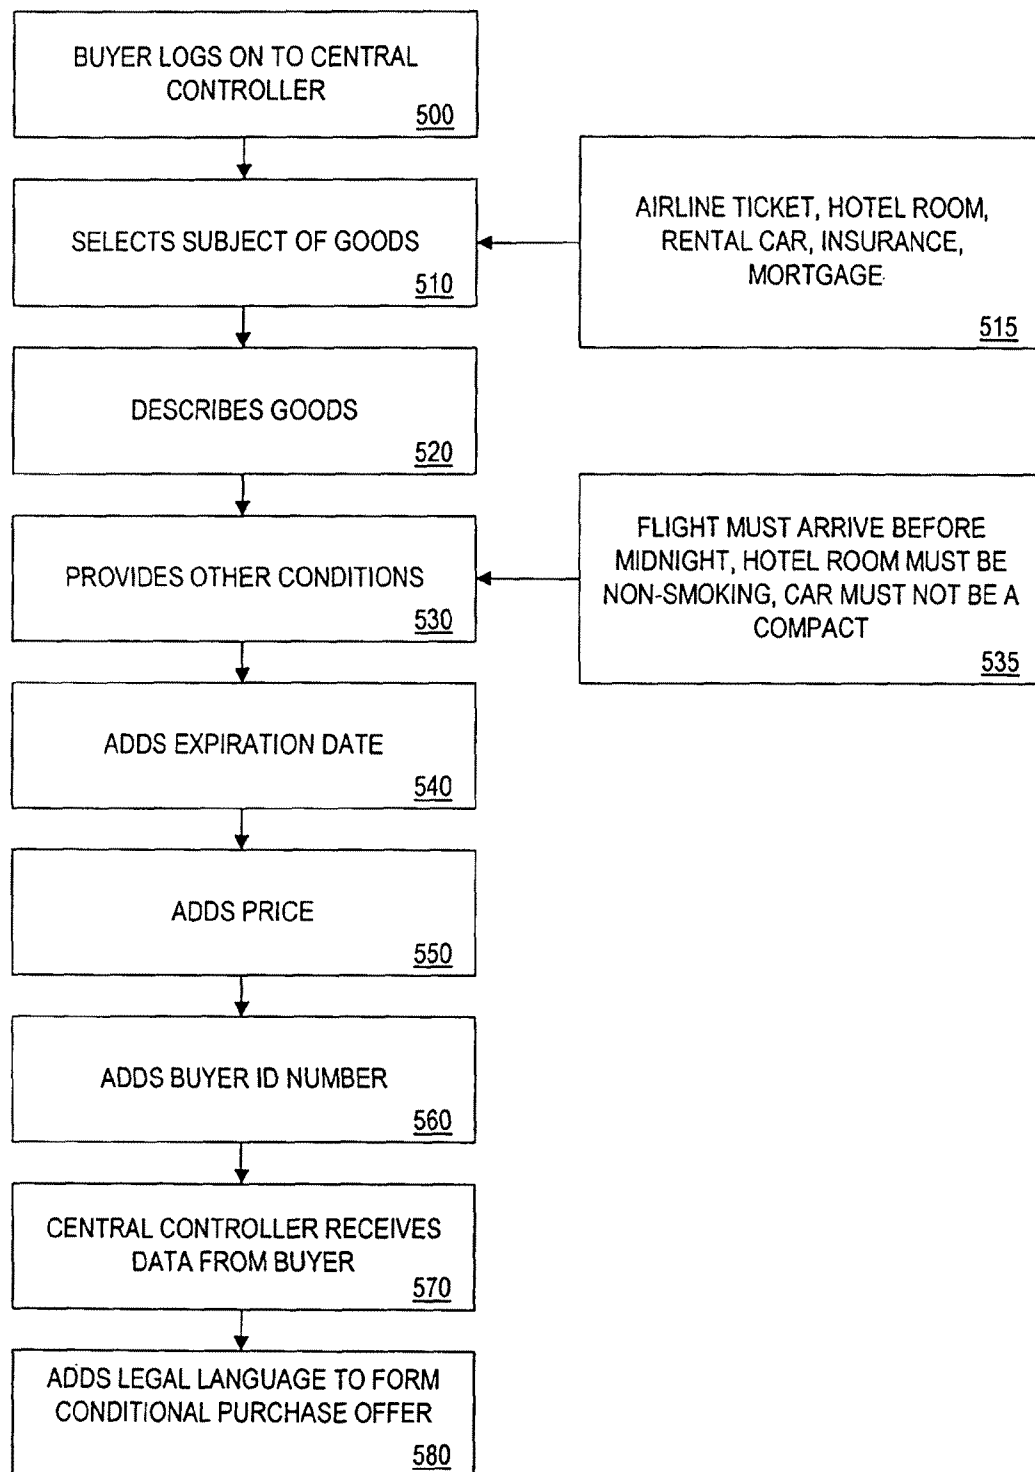 BUYER LOGS ON TO CENTRAL
CONTROLLER
500
SELECTS SUBJECT OF GOODS
510
AIRLINE TICKET, HOTEL ROOM,
RENTAL CAR, INSURANCE,
MORTGAGE
515
DESCRIBES GOODS
520
PROVIDES OTHER CONDITIONS
530
FLIGHT MUST ARRIVE BEFORE
MIDNIGHT, HOTEL ROOM MUST BE
NON-SMOKING, CAR MUST NOT BE A
COMPACT
535
ADDS EXPIRATION DATE
540
ADDS PRICE
550
ADDS BUYER ID NUMBER
560
CENTRAL CONTROLLER RECEIVES
DATA FROM BUYER
570
ADDS LEGAL LANGUAGE TO FORM
CONDITIONAL PURCHASE OFFER
580